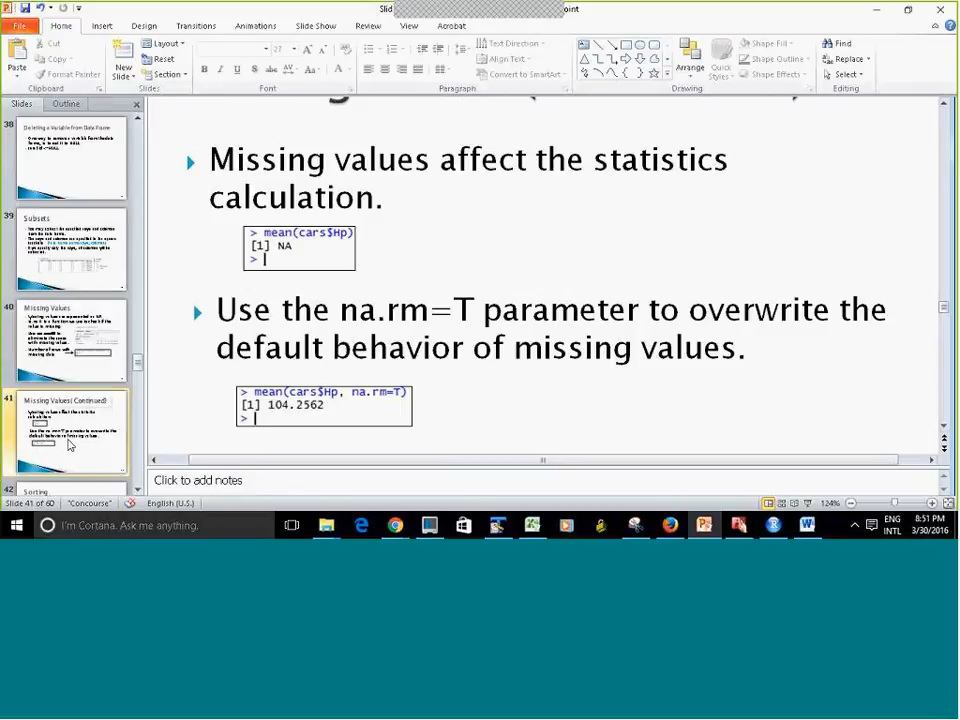 Slid
point
File
Home
Insert
Design
Transitions
Animations
Slide Show
Review
View
Acrobat
Paste
Cut
Copy
Format Painter
Clipboard
New
Slide
Layout
Reset
Section
Slides
27
B I U S abc AV Aa A
Font
Text Direction
Align Text
Convert to SmartArt
Paragraph
Arrange
Quick
Styles
Shape Fill
Shape Outline
Shape Effects
Drawing
Find
Replace
Select
Editing
Slides
Outline
38
Deleting a Variable from Data Frame
39
Subsets
40
Missing Values
41
Missing Values( Continued)
42
Sorting
Missing values affect the statistics
calculation.
> mean(cars$Hp)
[1] NA
>
Use the na.rm=T parameter to overwrite the
default behavior of missing values.
> mean(cars$Hp, na.rm=T)
[1] 104.2562
>
Click to add notes
Slide 41 of 60
"Concourse"
English (U.S.)
124%
I'm Cortana. Ask me anything.
ENG
INTL
8:51 PM
3/30/2016